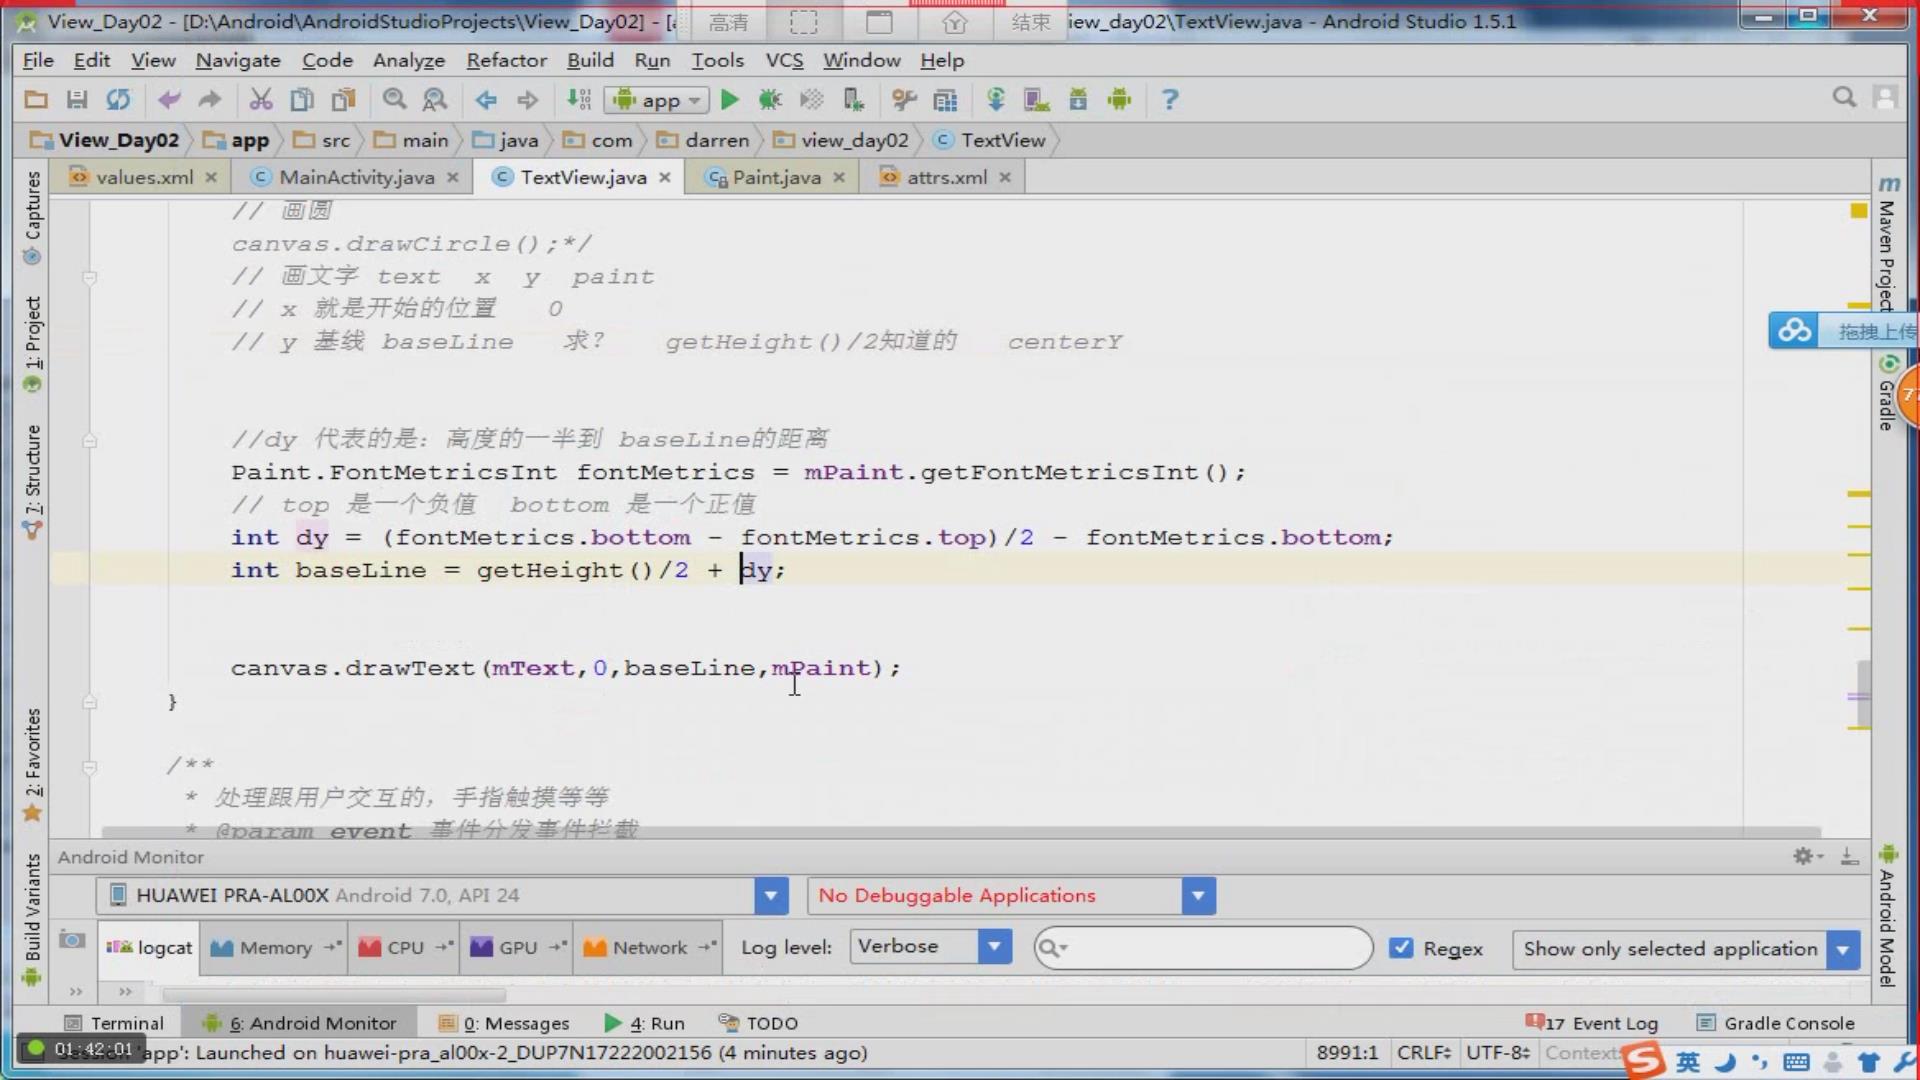 View_Day02 - [D:\Android\AndroidStudioProjects\View_Day02] - [a
高清
结束
iew_day02\TextView.java - Android Studio 1.5.1
File Edit View Navigate Code Analyze Refactor Build Run Tools VCS Window Help
app
View_Day02 app src main java com darren view_day02 TextView
values.xml MainActivity.java TextView.java Paint.java attrs.xml
// 画圆
canvas.drawCircle();*/
// 画文字 text x y paint
// x 就是开始的位置 0
// y 基线 baseLine 求? getHeight()/2知道的 centerY
//dy 代表的是: 高度的一半到 baseLine的距离
Paint.FontMetricsInt fontMetrics = mPaint.getFontMetricsInt();
// top 是一个负值 bottom 是一个正值
int dy = (fontMetrics.bottom - fontMetrics.top)/2 - fontMetrics.bottom;
int baseLine = getHeight()/2 + dy;
canvas.drawText(mText,0,baseLine,mPaint);
}
/**
* 处理跟用户交互的, 手指触摸等等
* @param event 事件分发事件拦截
Captures
1: Project
7: Structure
2: Favorites
Build Variants
Maven Project
拖拽上传
Gradle
77
Android Model
Android Monitor
HUAWEI PRA-AL00X Android 7.0, API 24
No Debuggable Applications
logcat Memory CPU GPU Network Log level: Verbose Regex Show only selected application
Terminal 6: Android Monitor 0: Messages 4: Run TODO 17 Event Log Gradle Console
01:42:01
'app': Launched on huawei-pra_al00x-2_DUP7N17222002156 (4 minutes ago)
8991:1 CRLF UTF-8 Context:
英